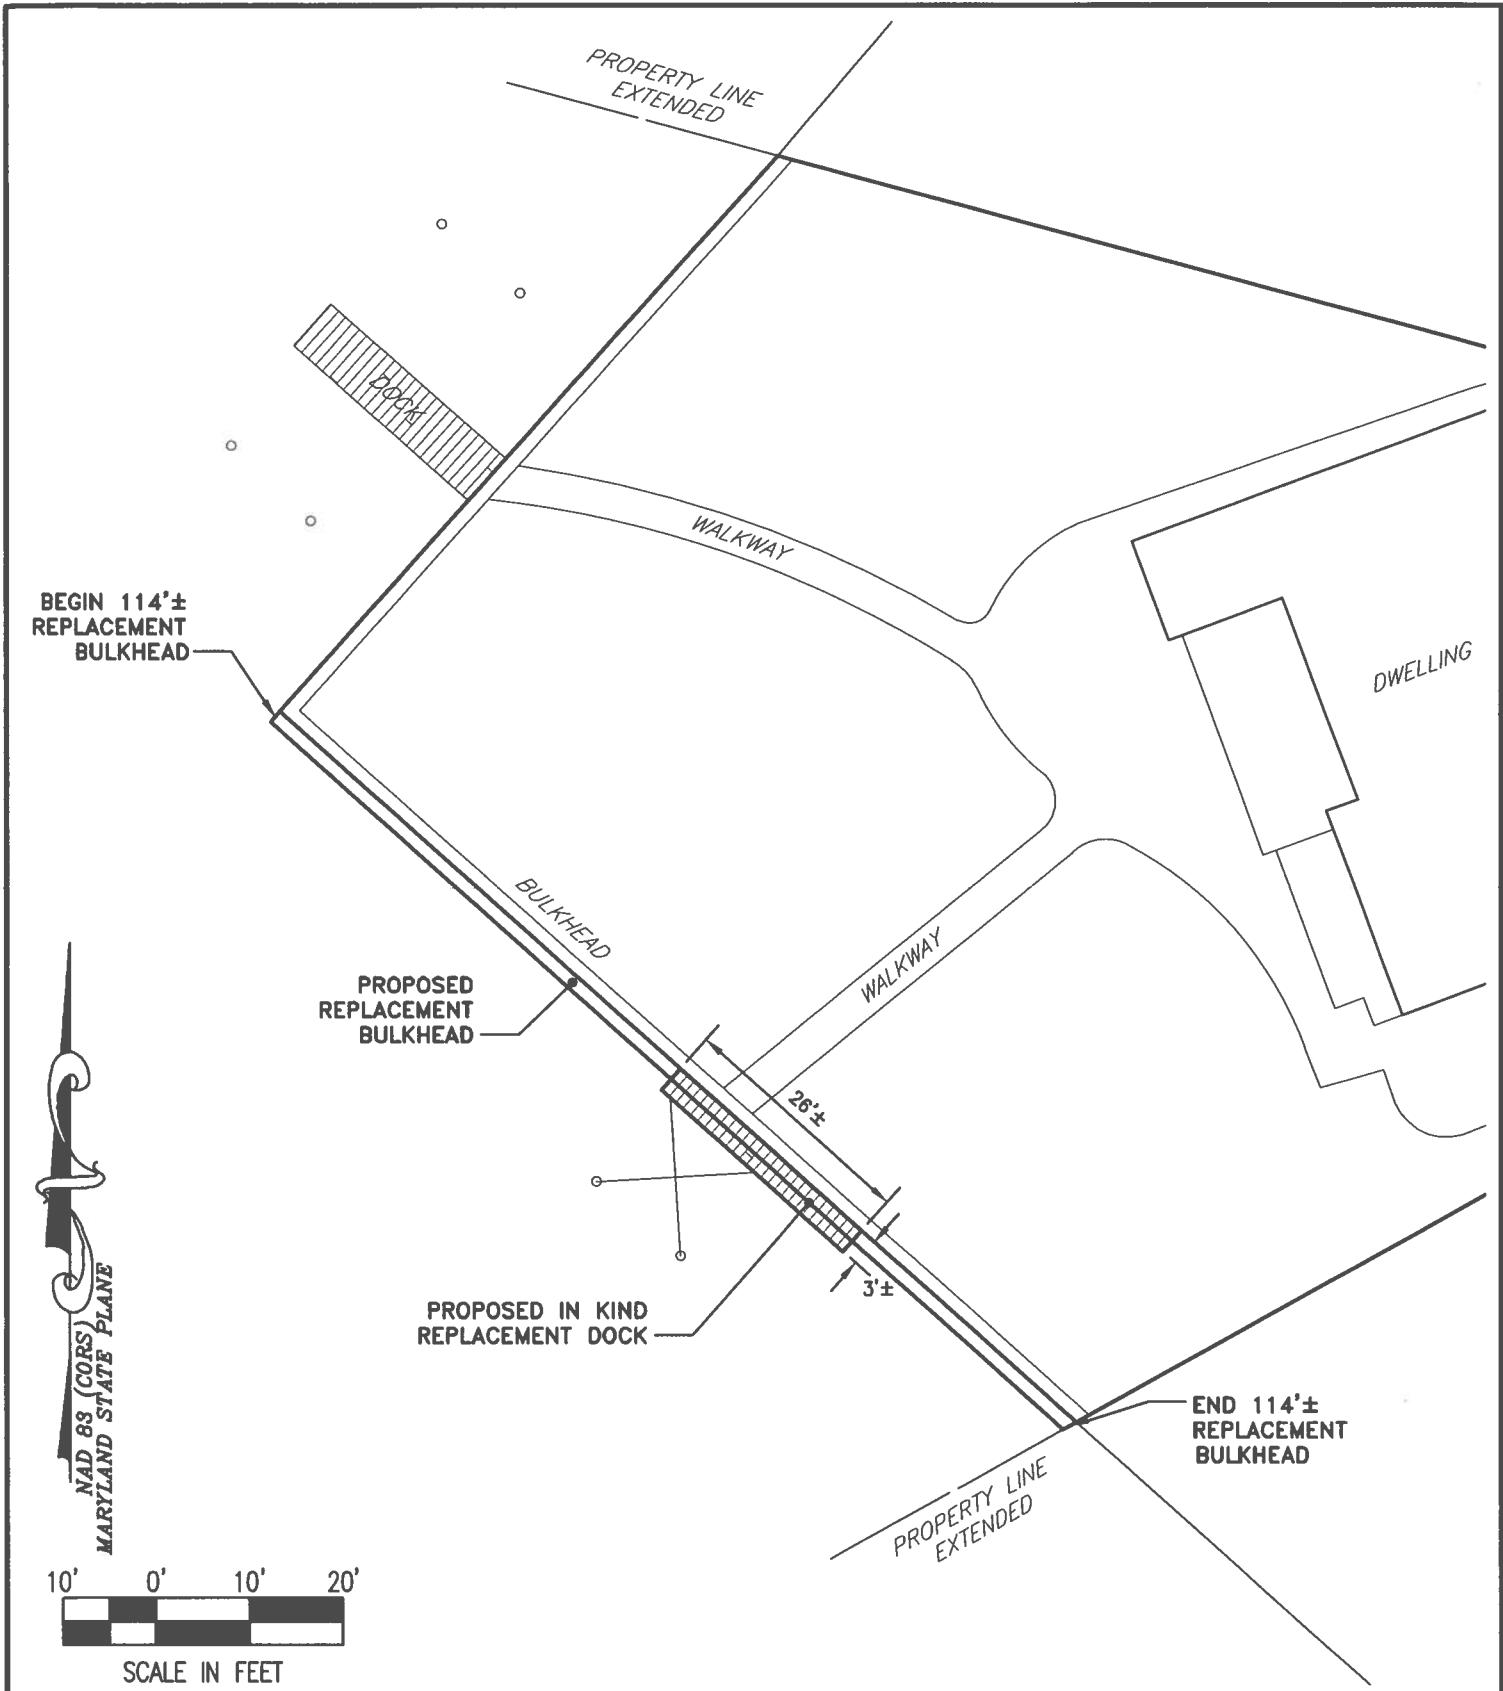 PROPERTY LINE
EXTENDED
DOCK
WALKWAY
BEGIN 114'±
REPLACEMENT
BULKHEAD
DWELLING
BULKHEAD
WALKWAY
PROPOSED
REPLACEMENT
BULKHEAD
26'±
3'±
PROPOSED IN KIND
REPLACEMENT DOCK
END 114'±
REPLACEMENT
BULKHEAD
PROPERTY LINE
EXTENDED
NAD 83 (CORS)
MARYLAND STATE PLANE
10' 0' 10' 20'
SCALE IN FEET